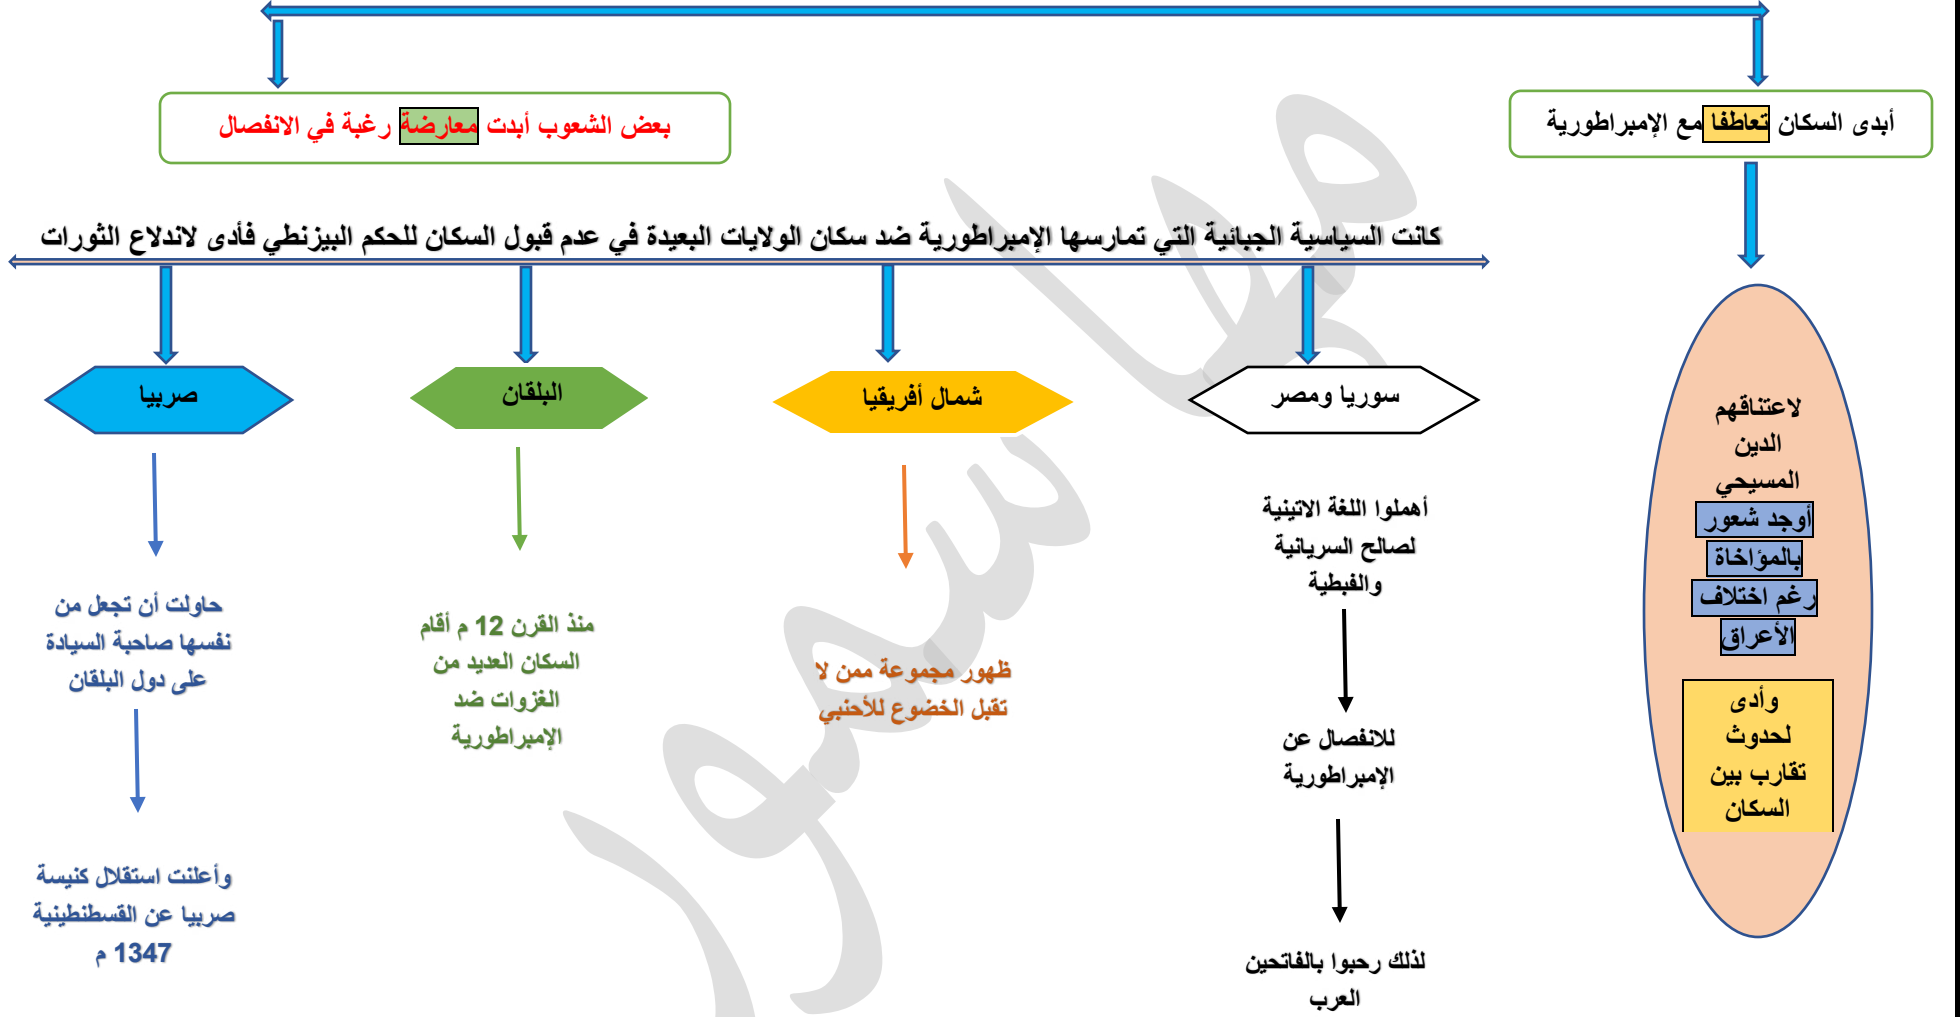 أبدى السكان تعاطفا مع الإمبراطورية
بعض الشعوب أبدت معارضة رغبة في الانفصال
لاعتناقهم
الدين
المسيحي
أوجد شعور
بالمؤاخاة
رغم اختلاف
الأعراق
وأدى
لحدوث
تقارب بين
السكان
كانت السياسية الجبائية التي تمارسها الإمبراطورية ضد سكان الولايات البعيدة في عدم قبول السكان للحكم البيزنطي فأدى لاندلاع الثورات
سوريا ومصر
أهملوا اللغة الاتينية
لصالح السريانية
والقبطية
للانفصال عن
الإمبراطورية
لذلك رحبوا بالفاتحين
العرب
شمال أفريقيا
ظهور مجموعة ممن لا
تقبل الخضوع للأجنبي
البلقان
منذ القرن 12 م أقام
السكان العديد من
الغزوات ضد
الإمبراطورية
صربيا
حاولت أن تجعل من
نفسها صاحبة السيادة
على دول البلقان
وأعلنت استقلال كنيسة
صربيا عن القسطنطينية
1347 م